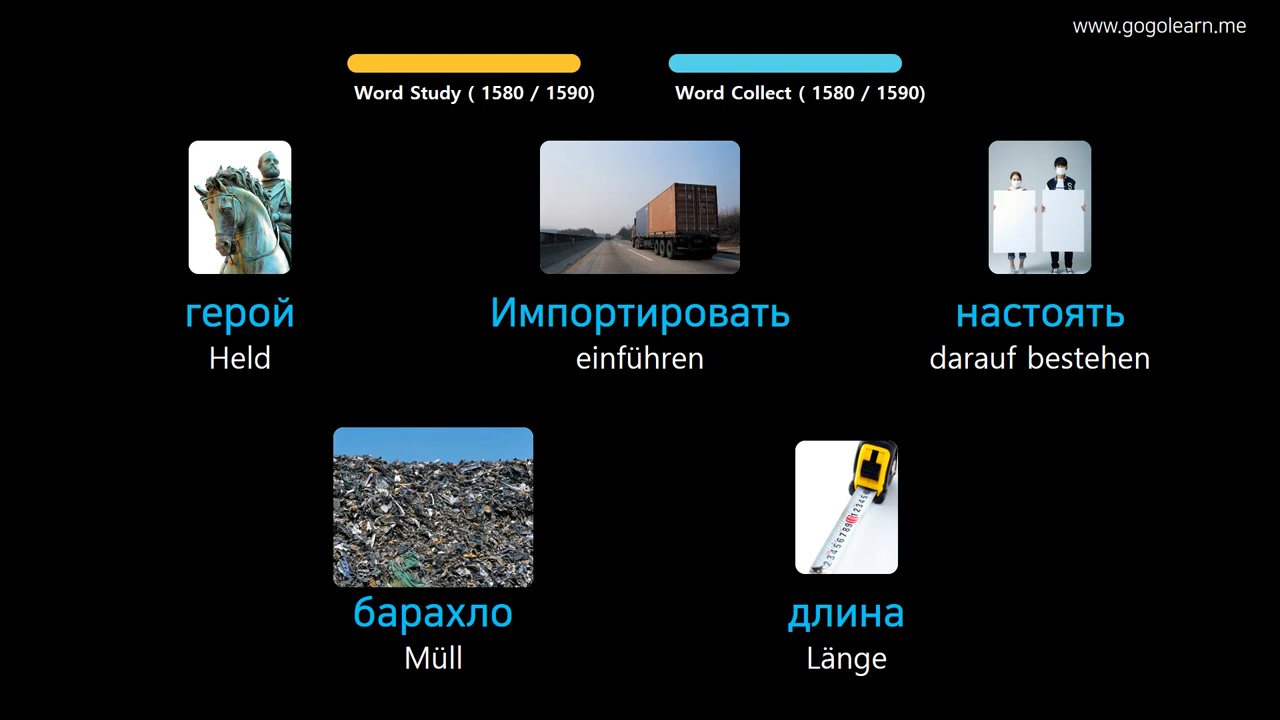 www.gogolearn.me
Word Study ( 1580 / 1590)
Word Collect ( 1580 / 1590)
герой
Импортировать
настоять
Held
einführen
darauf bestehen
барахло
длина
Müll
Länge